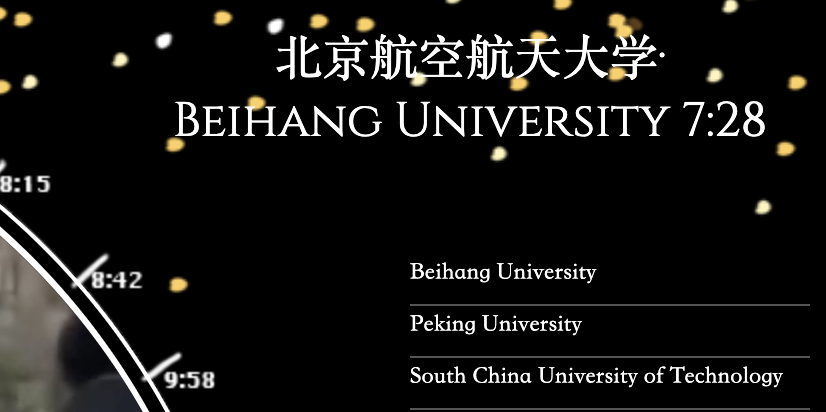 北京航空航天大学·
Beihang University 7:28
8:15
8:42
9:58
Beihang University
Peking University
South China University of Technology